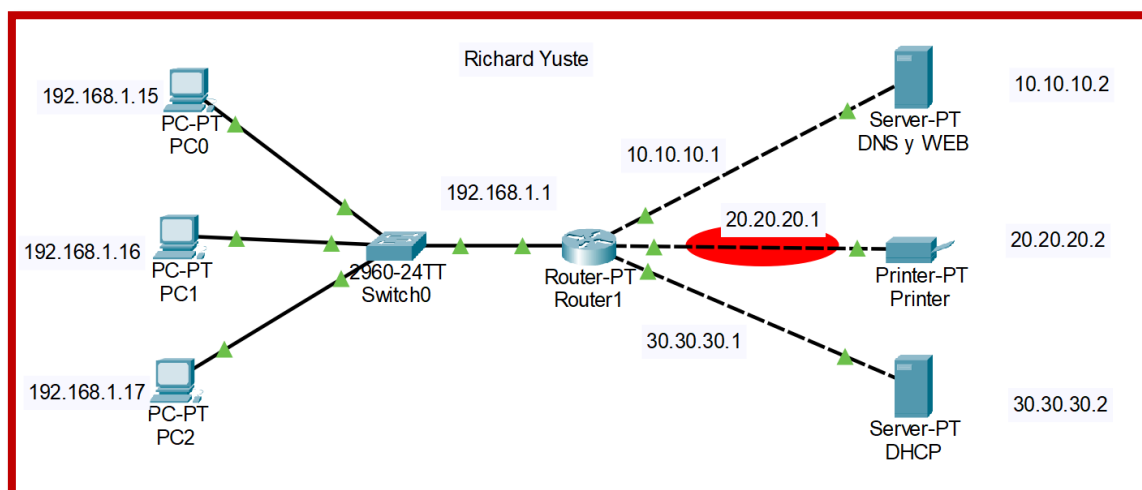 Richard Yuste
192.168.1.15
PC-PT
PC0
192.168.1.16
PC-PT
PC1
192.168.1.17
PC-PT
PC2
2960-24TT
Switch0
192.168.1.1
Router-PT
Router1
10.10.10.1
20.20.20.1
30.30.30.1
Server-PT
DNS y WEB
10.10.10.2
Printer-PT
Printer
20.20.20.2
Server-PT
DHCP
30.30.30.2